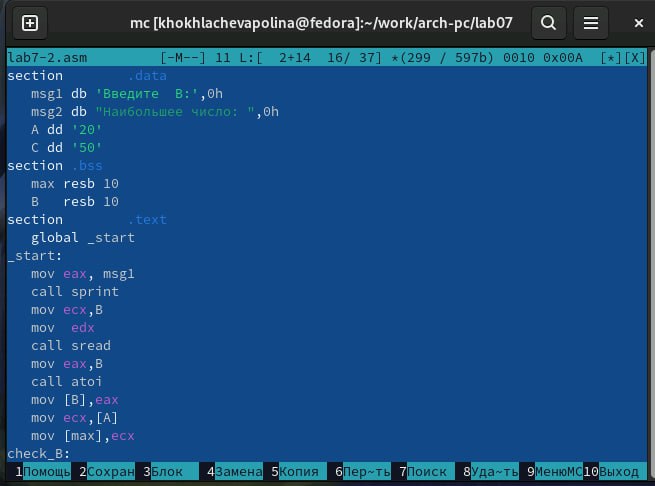 mc [khokhlachevapolina@fedora]:~/work/arch-pc/lab07
lab7-2.asm [-M--] 11 L:[ 2+14 16/ 37] *(299 / 597b) 0010 0x00A [*][X]
section .data
msg1 db 'Введите B:',0h
msg2 db "Наибольшее число: ",0h
A dd '20'
C dd '50'
section .bss
max resb 10
B resb 10
section .text
global _start
_start:
mov eax, msg1
call sprint
mov ecx,B
mov edx
call sread
mov eax,B
call atoi
mov [B],eax
mov ecx,[A]
mov [max],ecx
check_B:
1Помощь 2Сохран 3Блок 4Замена 5Копия 6Пер~ть 7Поиск 8Уда~ть 9МенюMC 10Выход